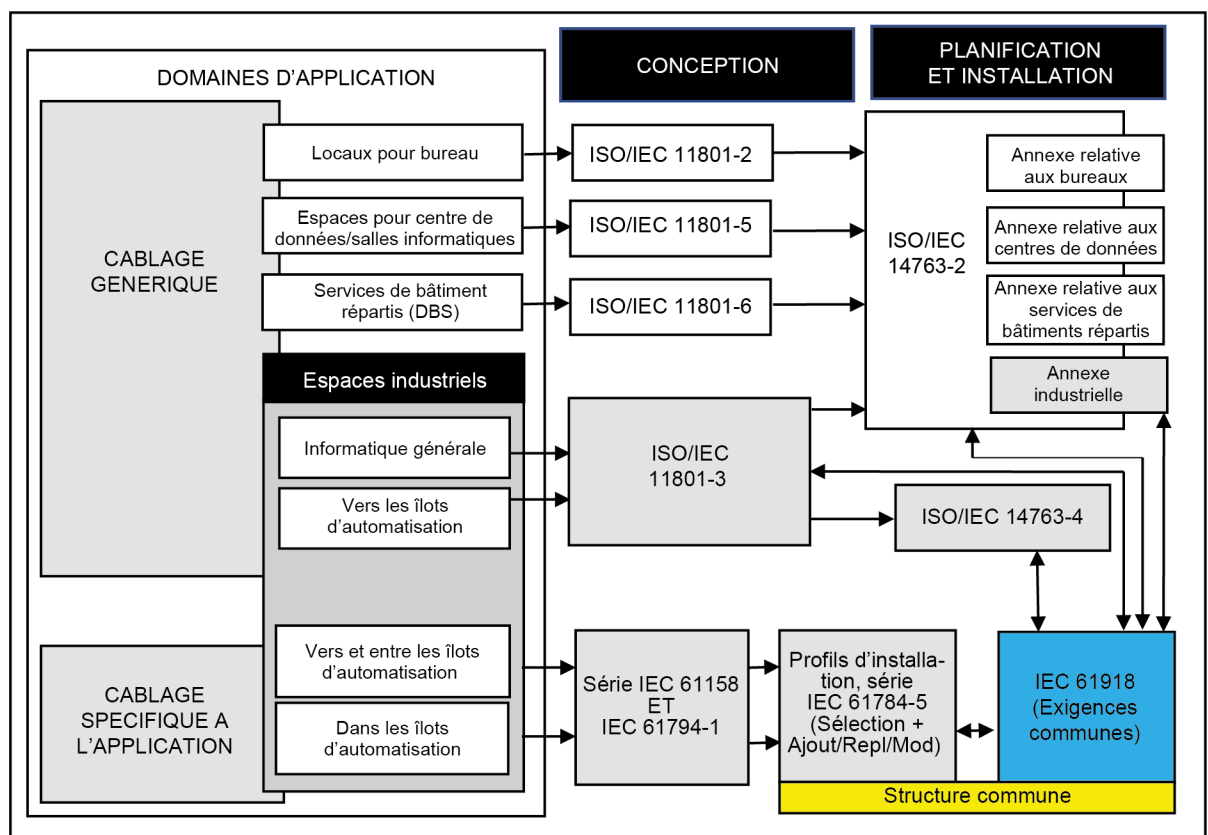 DOMAINES D'APPLICATION
CONCEPTION
PLANIFICATION
ET INSTALLATION
CABLAGE
GENERIQUE
Locaux pour bureau
ISO/IEC 11801-2
Espaces pour centre de
données/salles informatiques
ISO/IEC 11801-5
Services de bâtiment
répartis (DBS)
ISO/IEC 11801-6
ISO/IEC
14763-2
Annexe relative
aux bureaux
Annexe relative aux
centres de données
Annexe relative aux
services de
bâtiments répartis
Annexe
industrielle
Espaces industriels
Informatique générale
Vers les îlots
d'automatisation
ISO/IEC
11801-3
ISO/IEC 14763-4
CABLAGE
SPECIFIQUE A
L'APPLICATION
Vers et entre les îlots
d'automatisation
Dans les îlots
d'automatisation
Série IEC 61158
ET
IEC 61794-1
Profils d'installa-
tion, série
IEC 61784-5
(Sélection +
Ajout/Repl/Mod)
IEC 61918
(Exigences
communes)
Structure commune